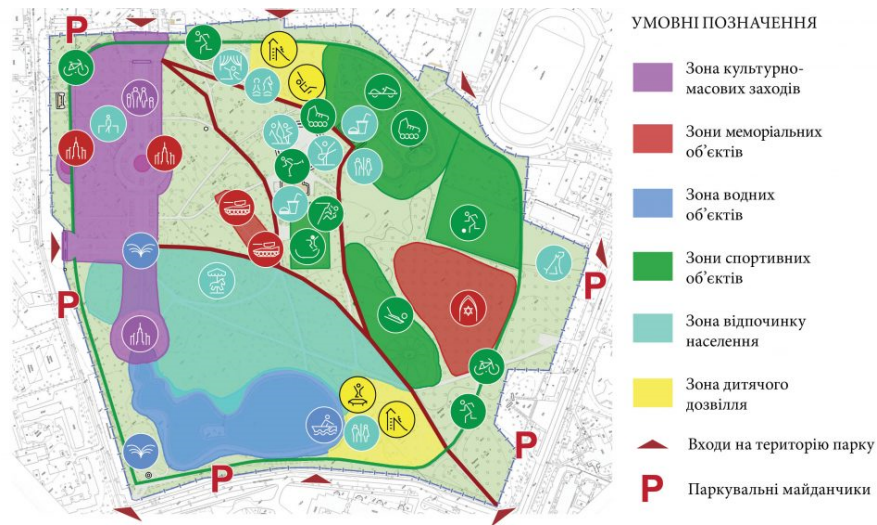 УМОВНІ ПОЗНАЧЕННЯ
Зона культурно-
масових заходів
Зони меморіальних
об’єктів
Зона водних
об’єктів
Зони спортивних
об’єктів
Зона відпочинку
населення
Зона дитячого
дозвілля
Входи на територію парку
P Паркувальні майданчики
P
P
P
P
P